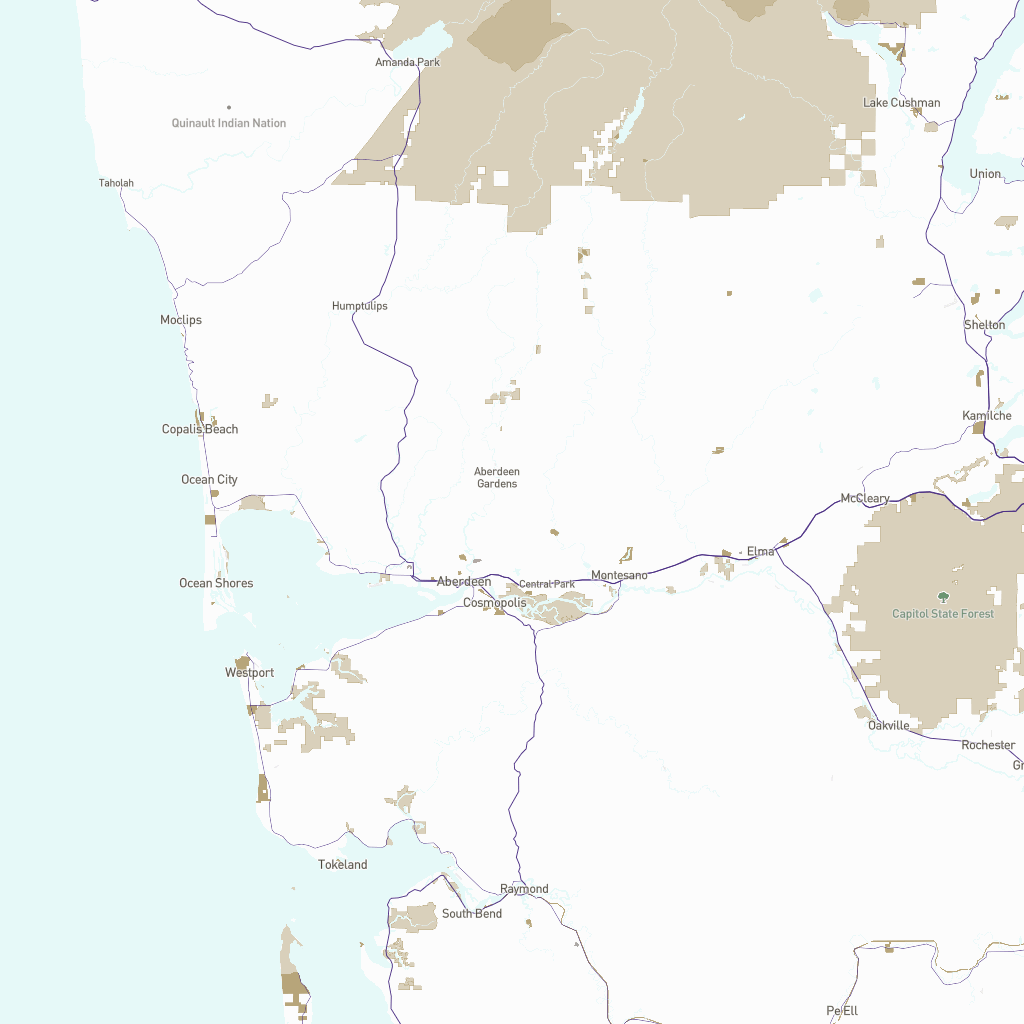 Amanda Park
Lake Cushman
Quinault Indian Nation
Union
Taholah
Humptulips
Moclips
Shelton
Kamilche
Copalis Beach
Aberdeen
Gardens
Ocean City
McCleary
Elma
Montesano
Ocean Shores
Aberdeen
Central Park
Cosmopolis
Capitol State Forest
Westport
Oakville
Rochester
Gr
Tokeland
Raymond
South Bend
Pe Ell